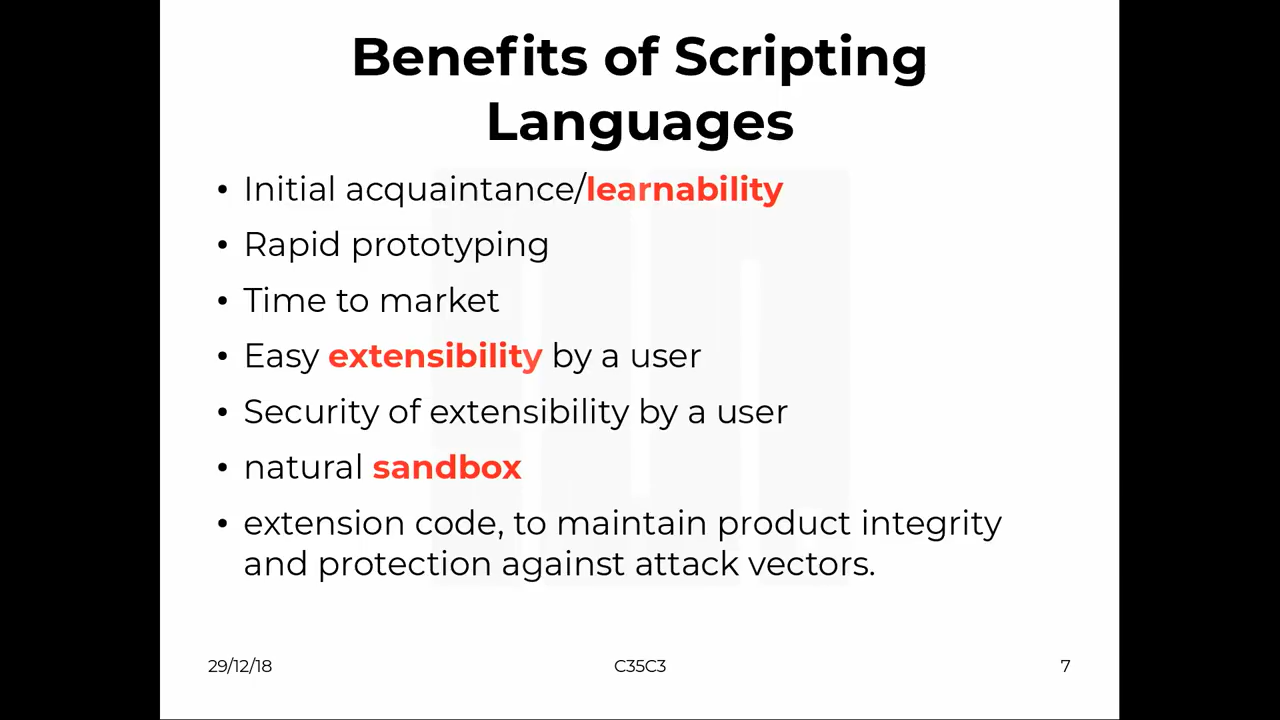 Benefits of Scripting
Languages
• Initial acquaintance/learnability
• Rapid prototyping
• Time to market
• Easy extensibility by a user
• Security of extensibility by a user
• natural sandbox
• extension code, to maintain product integrity
and protection against attack vectors.
29/12/18 C35C3 7